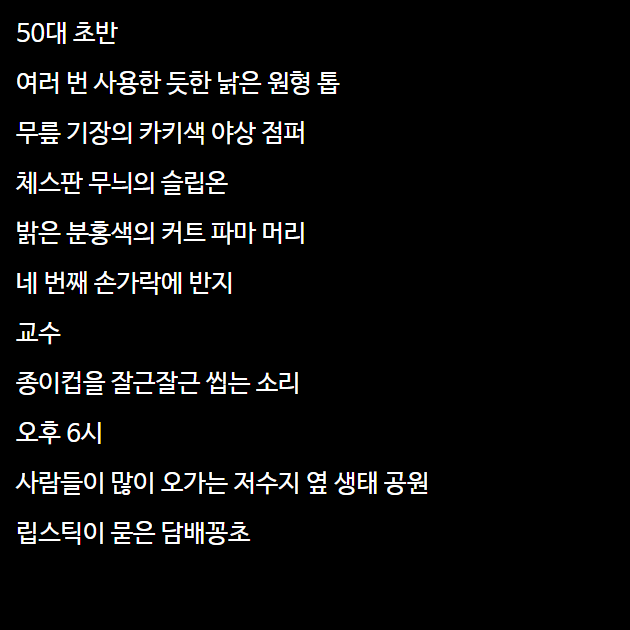 50대 초반
여러 번 사용한 듯한 낡은 원형 톱
무릎 기장의 카키색 야상 점퍼
체스판 무늬의 슬립온
밝은 분홍색의 커트 파마 머리
네 번째 손가락에 반지
교수
종이컵을 잘근잘근 씹는 소리
오후 6시
사람들이 많이 오가는 저수지 옆 생태 공원
립스틱이 묻은 담배꽁초